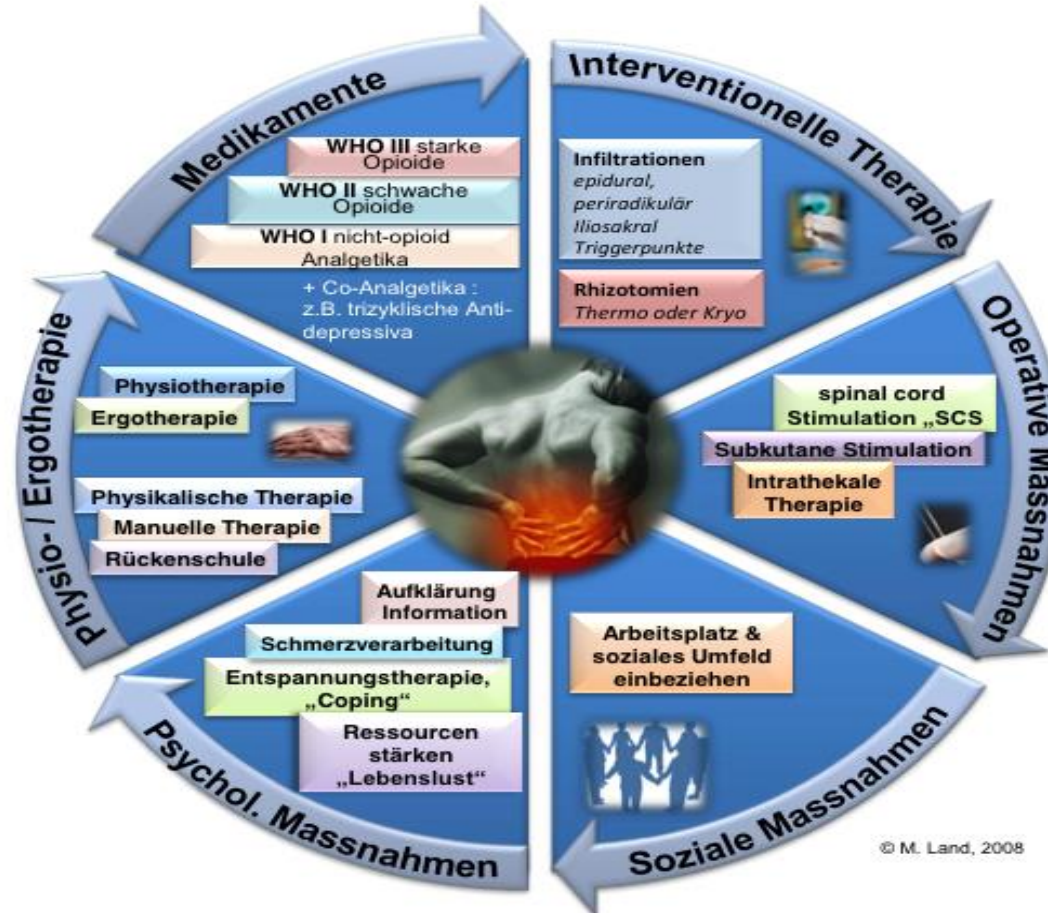 Medikamente
WHO III starke
Opioide
WHO II schwache
Opioide
WHO I nicht-opioid
Analgetika
+ Co-Analgetika :
z.B. trizyklische Anti-
depressiva
Interventionelle Therapie
Infiltrationen
epidural,
periradikulär
Iliosakral
Triggerpunkte
Rhizotomien
Thermo oder Kryo
Operative Massnahmen
spinal cord
Stimulation „SCS
Subkutane Stimulation
Intrathekale
Therapie
Soziale Massnahmen
Arbeitsplatz &
soziales Umfeld
einbeziehen
Psychol. Massnahmen
Aufklärung
Information
Schmerzverarbeitung
Entspannungstherapie,
„Coping“
Ressourcen
stärken
„Lebenslust“
Physio- / Ergotherapie
Physiotherapie
Ergotherapie
Physikalische Therapie
Manuelle Therapie
Rückenschule
© M. Land, 2008